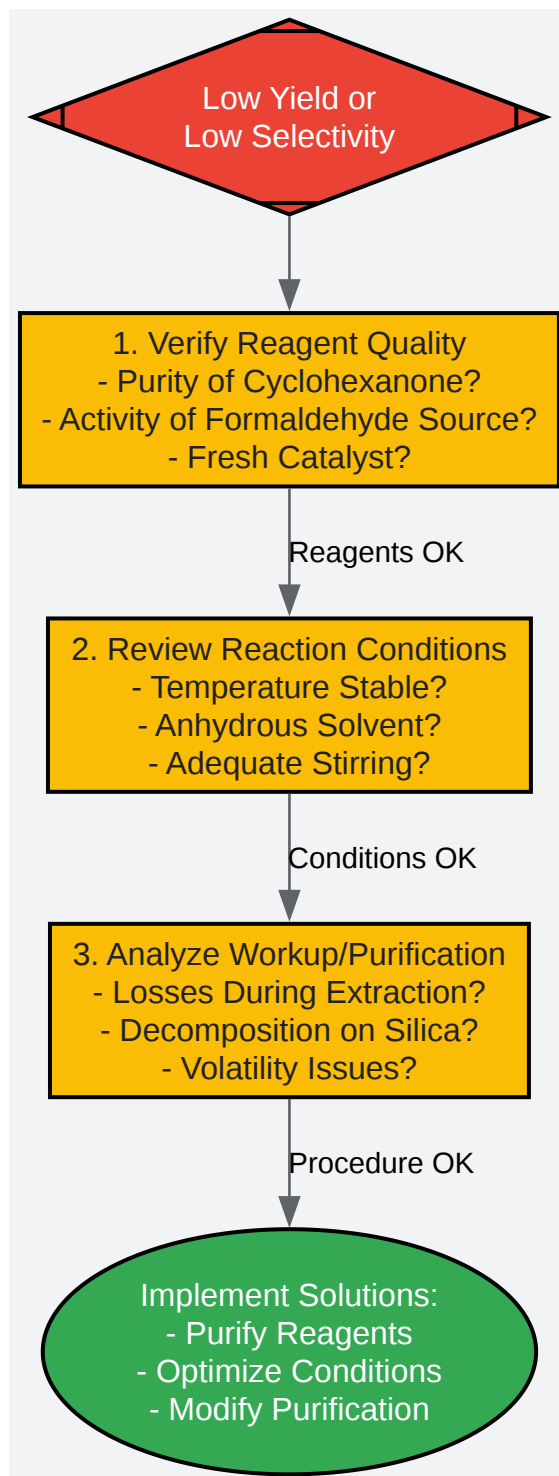 Low Yield or
Low Selectivity
1. Verify Reagent Quality
- Purity of Cyclohexanone?
- Activity of Formaldehyde Source?
- Fresh Catalyst?
Reagents OK
2. Review Reaction Conditions
- Temperature Stable?
- Anhydrous Solvent?
- Adequate Stirring?
Conditions OK
3. Analyze Workup/Purification
- Losses During Extraction?
- Decomposition on Silica?
- Volatility Issues?
Procedure OK
Implement Solutions:
- Purify Reagents
- Optimize Conditions
- Modify Purification